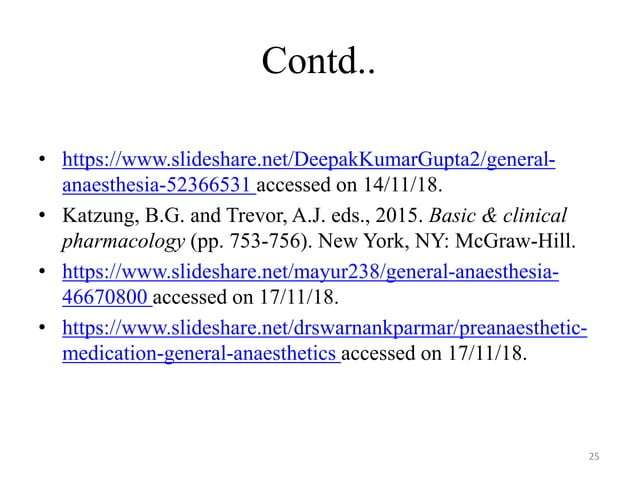 Contd..
• https://www.slideshare.net/DeepakKumarGupta2/general-
anaesthesia-52366531 accessed on 14/11/18.
• Katzung, B.G. and Trevor, A.J. eds., 2015. Basic & clinical
pharmacology (pp. 753-756). New York, NY: McGraw-Hill.
• https://www.slideshare.net/mayur238/general-anaesthesia-
46670800 accessed on 17/11/18.
• https://www.slideshare.net/drswarnankparmar/preanaesthetic-
medication-general-anaesthetics accessed on 17/11/18.
25